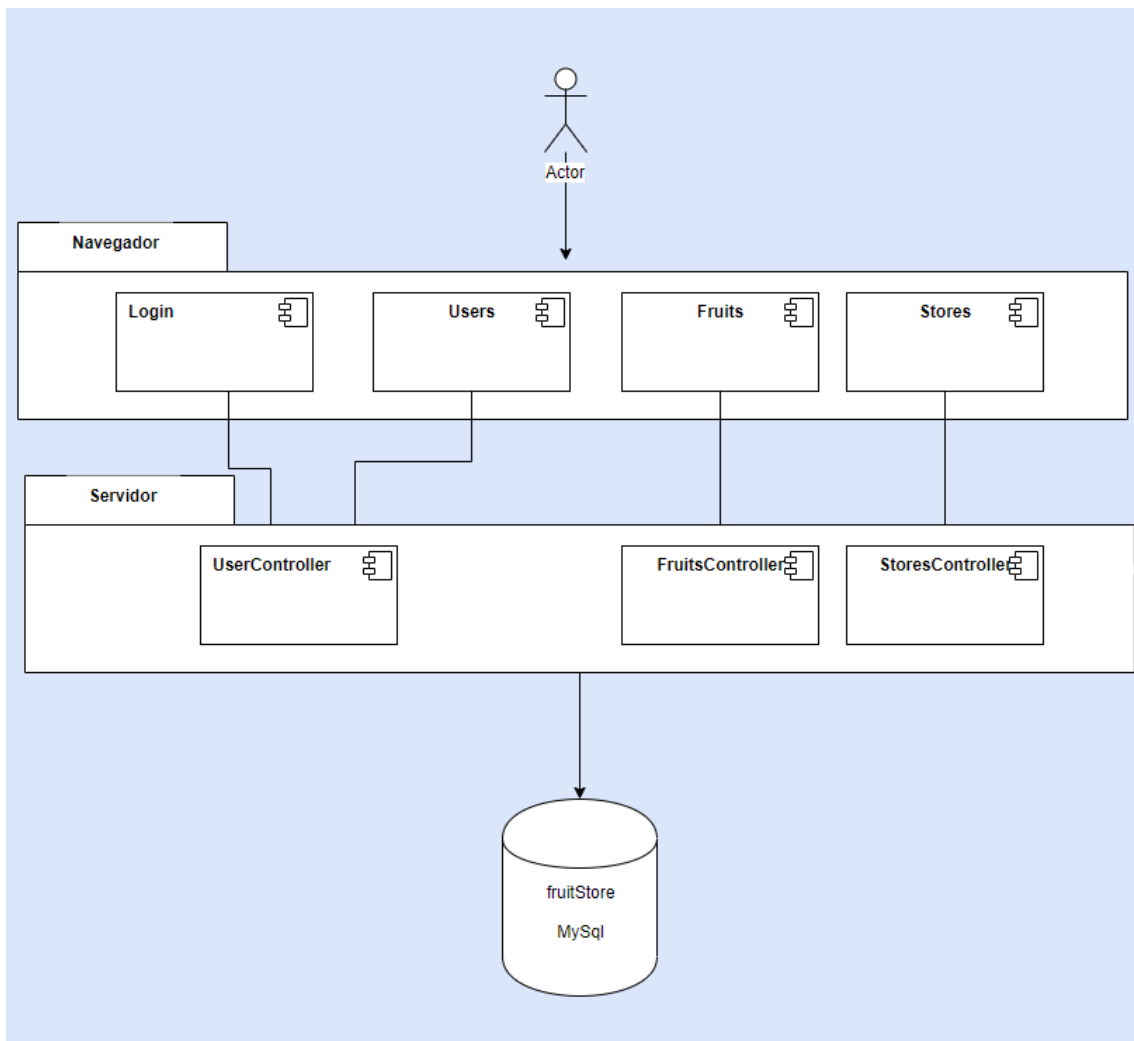 Actor
Navegador
Login
Users
Fruits
Stores
Servidor
UserController
FruitsController
StoresController
fruitStore
MySql